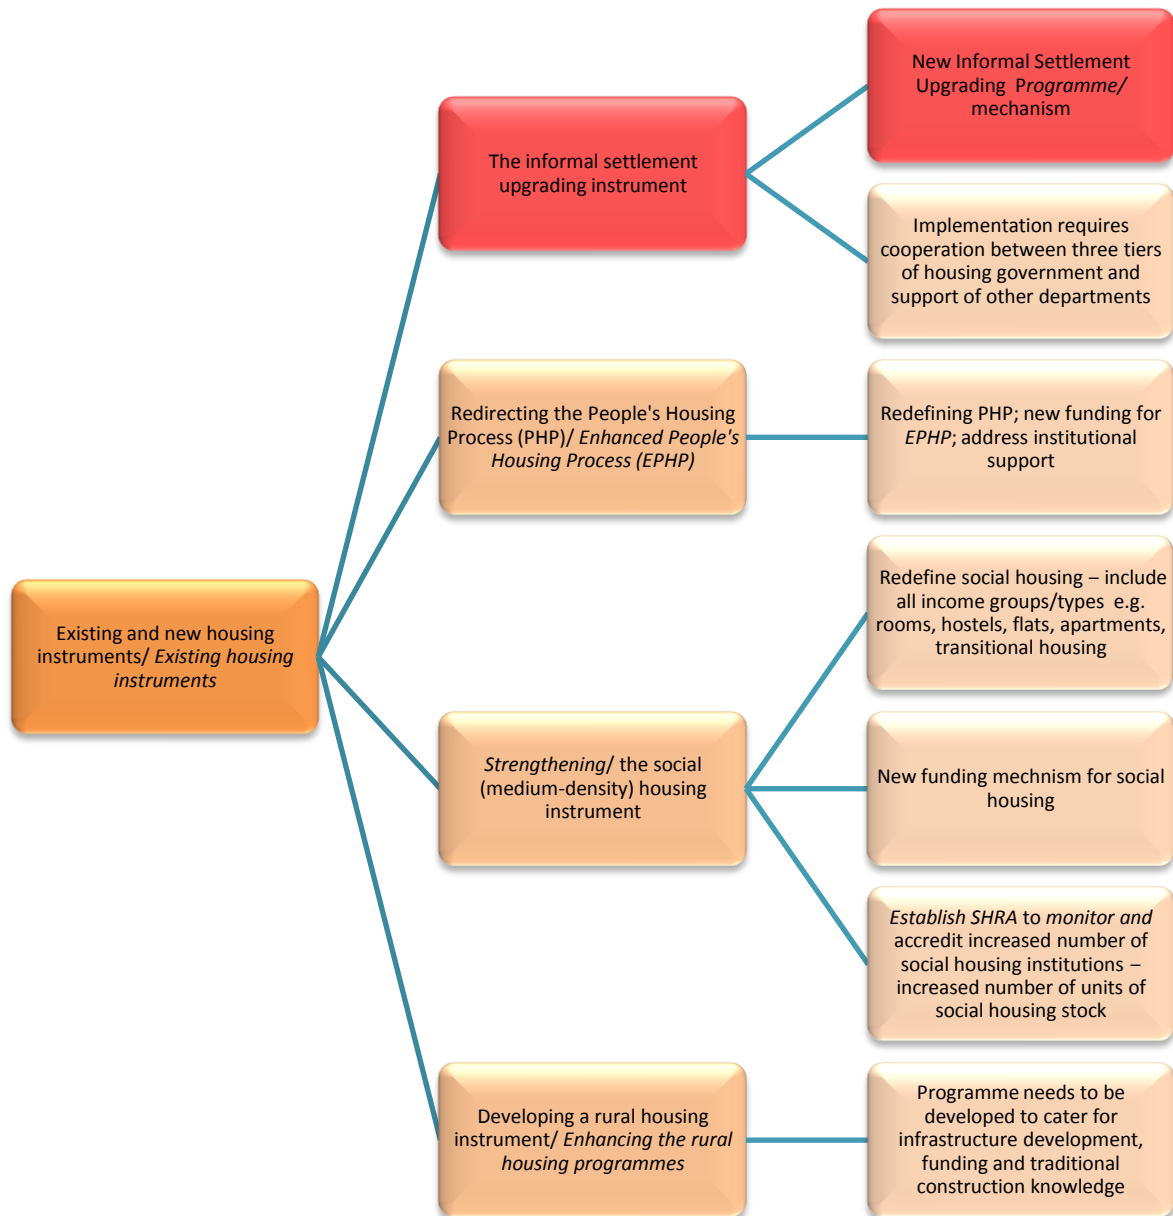 New Informal Settlement
Upgrading Programme/
mechanism
The informal settlement
upgrading instrument
Implementation requires
cooperation between three tiers
of housing government and
support of other departments
Redirecting the People's Housing
Process (PHP)/ Enhanced People's
Housing Process (EPHP)
Redefining PHP; new funding for
EPHP; address institutional
support
Existing and new housing
instruments/ Existing housing
instruments
Redefine social housing – include
all income groups/types e.g.
rooms, hostels, flats, apartments,
transitional housing
Strengthening/ the social
(medium-density) housing
instrument
New funding mechnism for social
housing
Establish SHRA to monitor and
accredit increased number of
social housing institutions –
increased number of units of
social housing stock
Developing a rural housing
instrument/ Enhancing the rural
housing programmes
Programme needs to be
developed to cater for
infrastructure development,
funding and traditional
construction knowledge